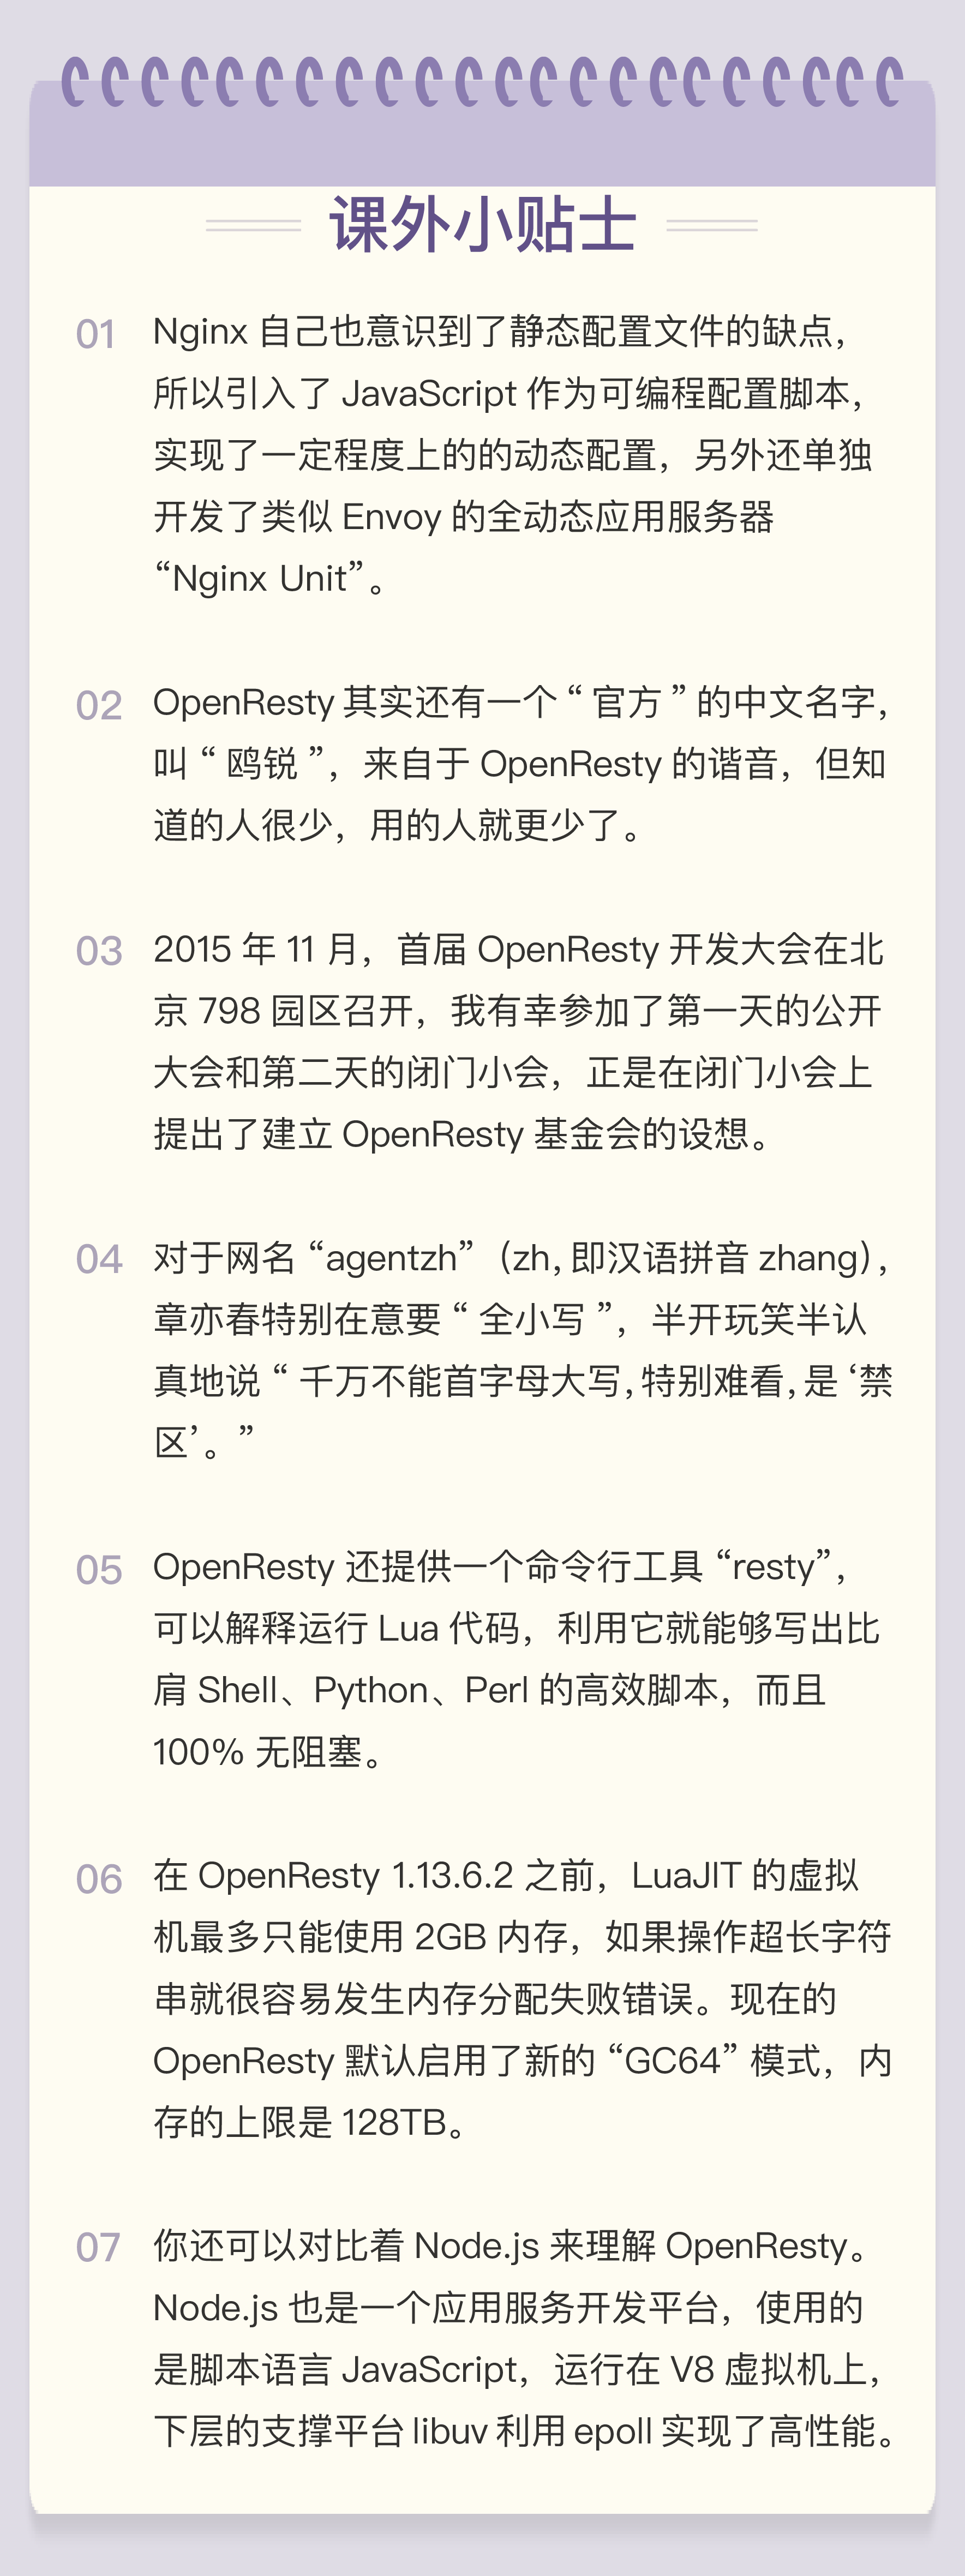 课外小贴士
01 Nginx 自己也意识到了静态配置文件的缺点，
所以引入了 JavaScript 作为可编程配置脚本，
实现了一定程度上的的动态配置，另外还单独
开发了类似 Envoy 的全动态应用服务器
“Nginx Unit”。
02 OpenResty 其实还有一个 “ 官方 ” 的中文名字，
叫 “ 鸥锐 ”，来自于 OpenResty 的谐音，但知
道的人很少，用的人就更少了。
03 2015 年 11 月，首届 OpenResty 开发大会在北
京 798 园区召开，我有幸参加了第一天的公开
大会和第二天的闭门小会，正是在闭门小会上
提出了建立 OpenResty 基金会的设想。
04 对于网名 “agentzh”（zh, 即汉语拼音 zhang），
章亦春特别在意要 “ 全小写 ”，半开玩笑半认
真地说 “ 千万不能首字母大写, 特别难看, 是 ‘禁
区’。”
05 OpenResty 还提供一个命令行工具 “resty”，
可以解释运行 Lua 代码，利用它就能够写出比
肩 Shell、Python、Perl 的高效脚本，而且
100% 无阻塞。
06 在 OpenResty 1.13.6.2 之前，LuaJIT 的虚拟
机最多只能使用 2GB 内存，如果操作超长字符
串就很容易发生内存分配失败错误。现在的
OpenResty 默认启用了新的 “GC64” 模式，内
存的上限是 128TB。
07 你还可以对比着 Node.js 来理解 OpenResty。
Node.js 也是一个应用服务开发平台，使用的
是脚本语言 JavaScript，运行在 V8 虚拟机上，
下层的支撑平台 libuv 利用 epoll 实现了高性能。